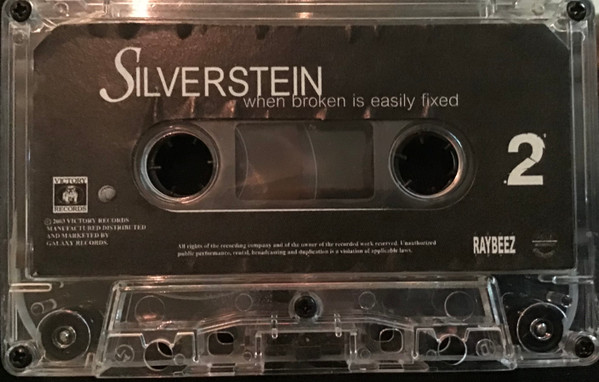 SILVERSTEIN
when broken is easily fixed
2
VICTORY
RECORDS
© 2003 VICTORY RECORDS
MANUFACTURED DISTRIBUTED
AND MARKETED BY
GALAXY RECORDS
All rights of the recording company and of the owner of the recorded work reserved. Unauthorized
public performance, rental, broadcasting and duplication is a violation of applicable laws.
RAYBEEZ